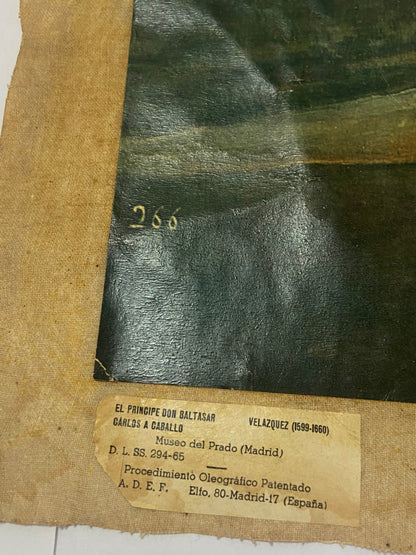 266
EL PRINCIPE DON BALTASAR VELAZQUEZ (1599-1660)
CARLOS A CABALLO
Museo del Prado (Madrid)
D. L. SS. 294-65
Procedimiento Oleográfico Patentado
A. D. E. F. Elfo, 80-Madrid-17 (España)